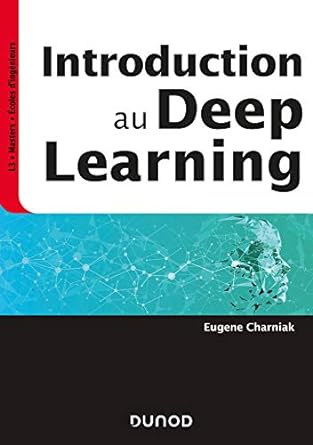 L3 • Masters • Écoles d'ingénieurs
Introduction
au Deep
Learning
Eugene Charniak
DUNOD